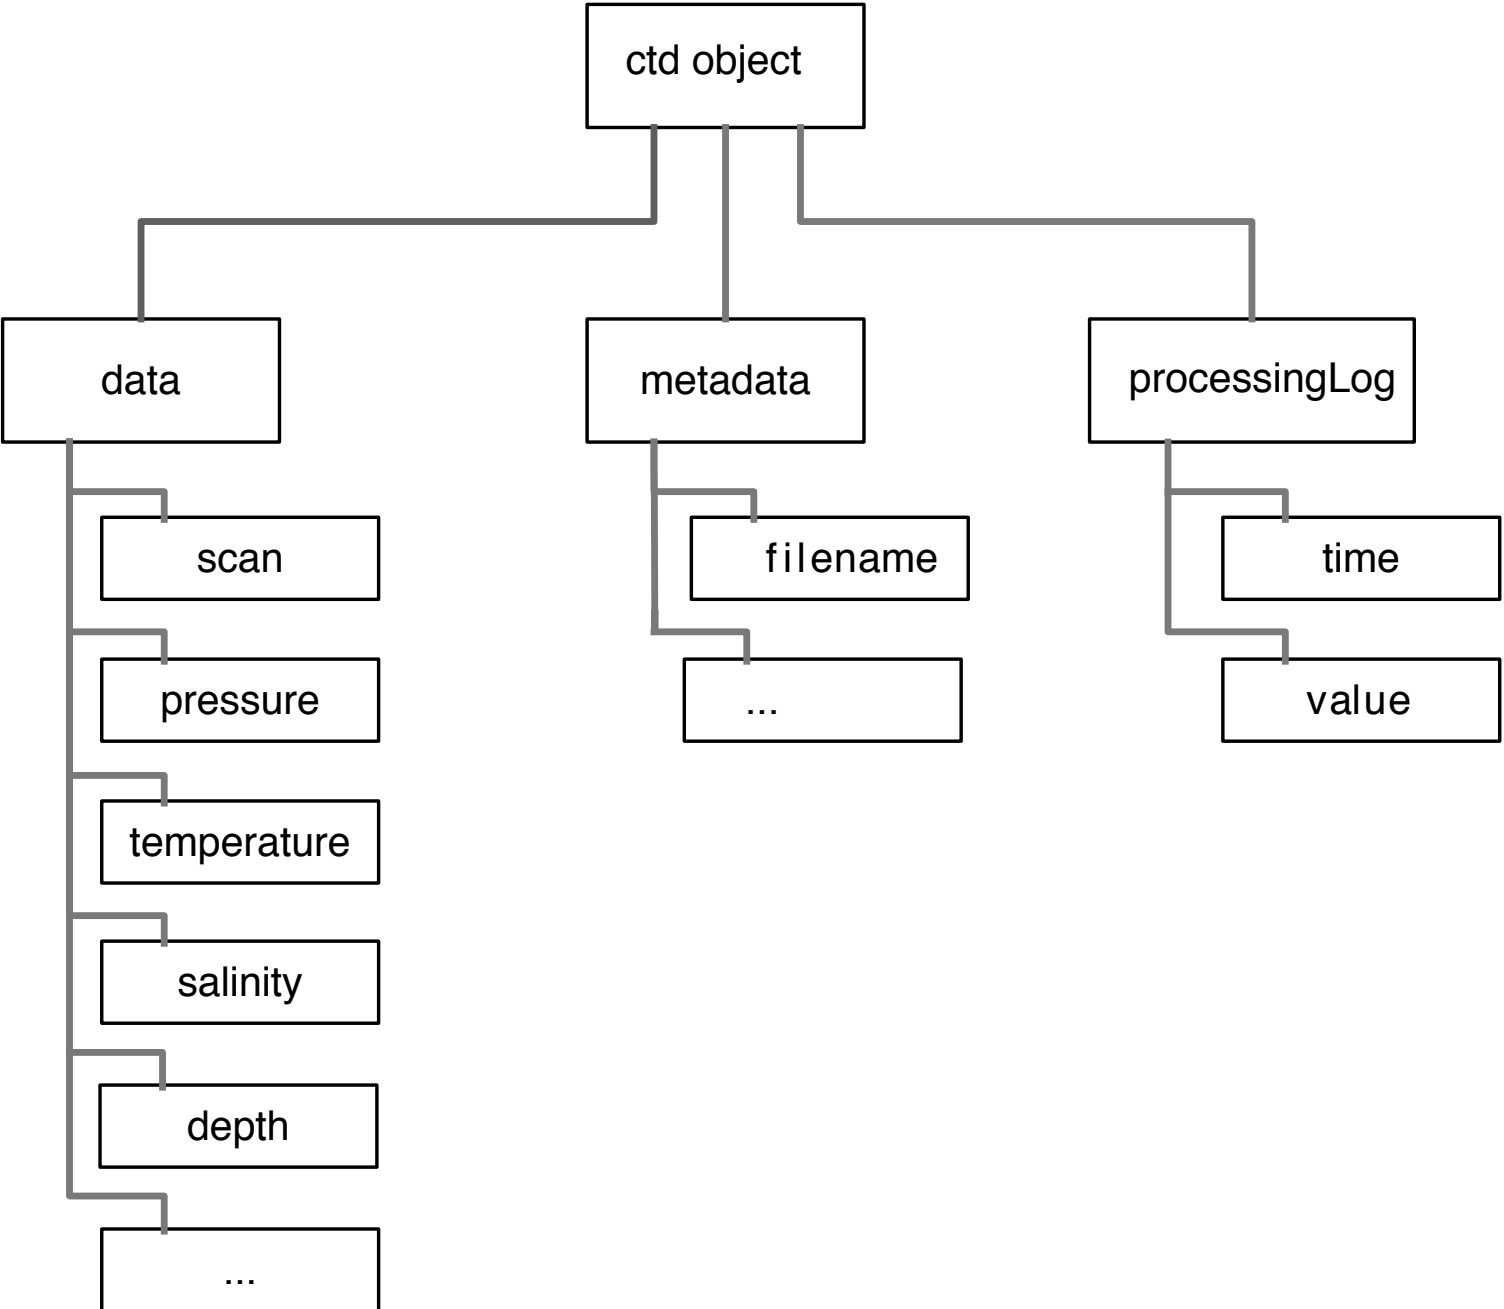 ctd object
data
metadata
processingLog
scan
filename
time
pressure
...
value
temperature
salinity
depth
...